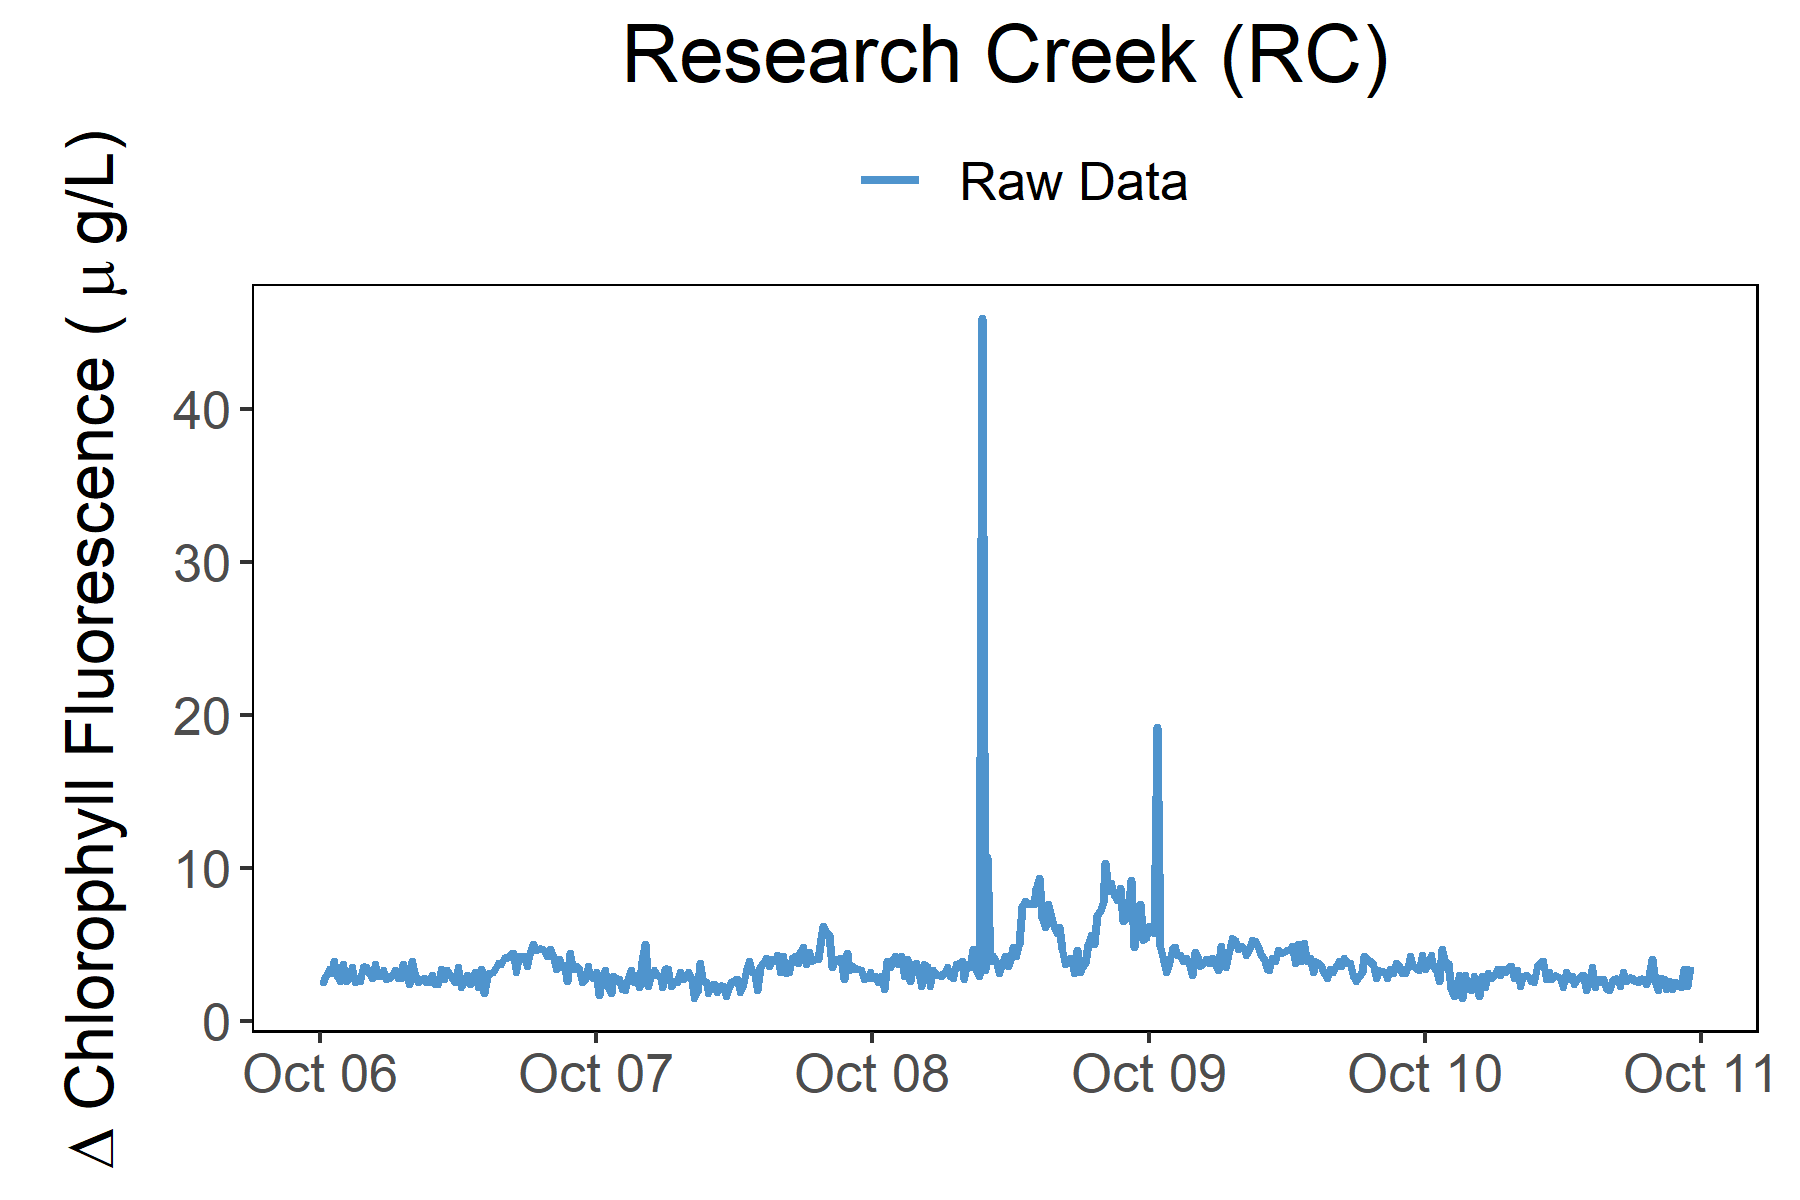 Research Creek (RC)
Raw Data
Δ Chlorophyll Fluorescence ( μ g/L)
40
30
20
10
0
Oct 06 Oct 07 Oct 08 Oct 09 Oct 10 Oct 11